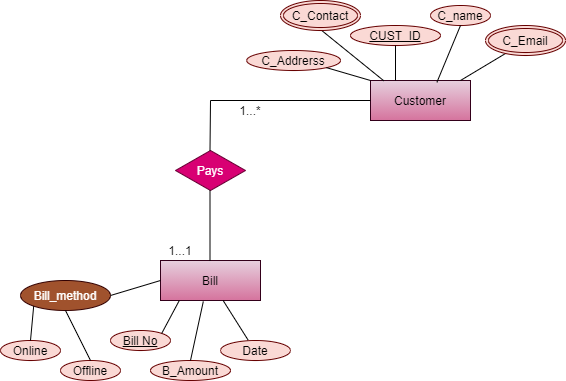 C_Contact
C_name
CUST_ID
C_Email
C_Addrerss
Customer
1...*
Pays
1...1
Bill
Bill_method
Bill No
Online
Date
Offline
B_Amount